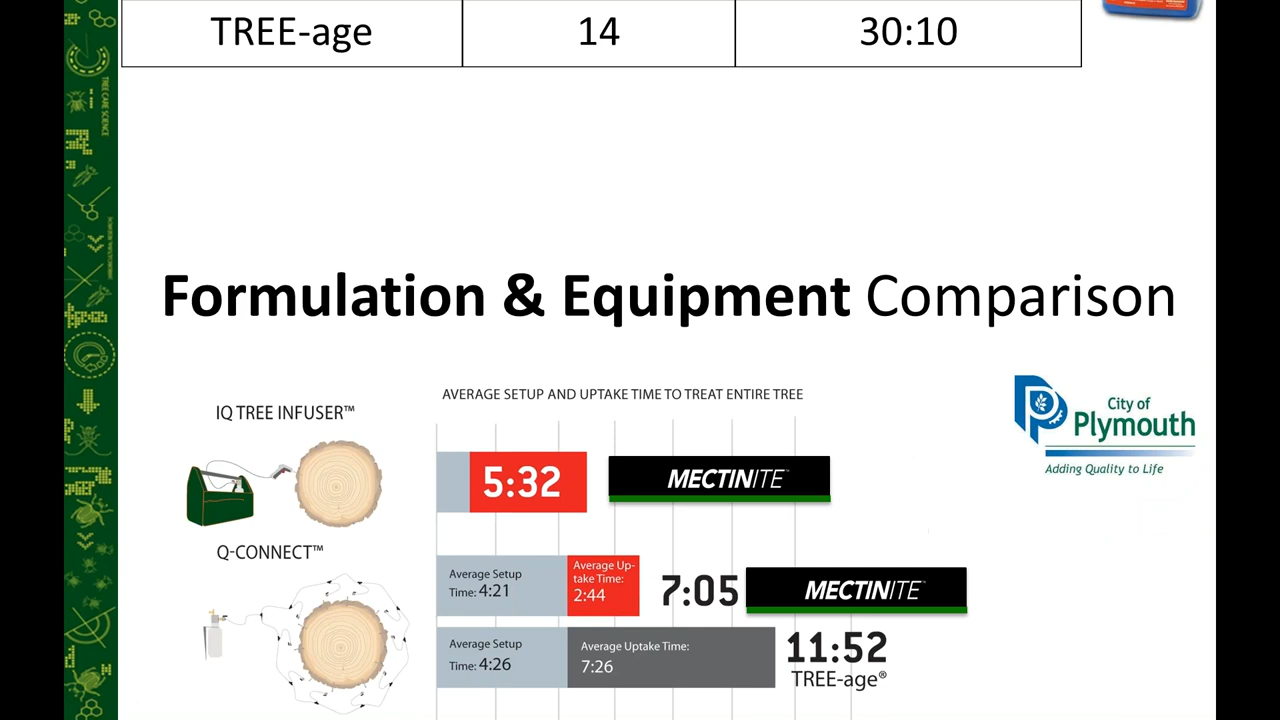 TREE-age 14 30:10
TREE CARE SCIENCE
Formulation & Equipment Comparison
AVERAGE SETUP AND UPTAKE TIME TO TREAT ENTIRE TREE
IQ TREE INFUSER™
5:32
MECTINITE™
City of
Plymouth
Adding Quality to Life
Q-CONNECT™
Average Setup
Time: 4:21
Average Up-
take Time:
2:44
7:05
MECTINITE™
Average Setup
Time: 4:26
Average Uptake Time:
7:26
11:52
TREE-age®